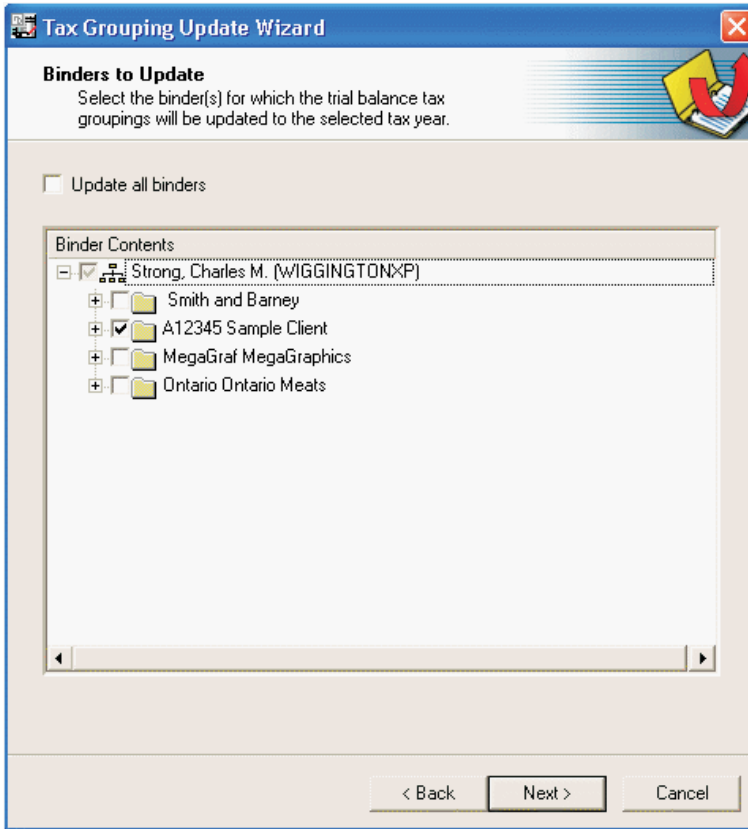 Tax Grouping Update Wizard
Binders to Update
Select the binder(s) for which the trial balance tax
groupings will be updated to the selected tax year.
Update all binders
Binder Contents
Strong, Charles M. (WIGGINGTONXP)
Smith and Barney
A12345 Sample Client
MegaGraf MegaGraphics
Ontario Ontario Meats
< Back Next > Cancel